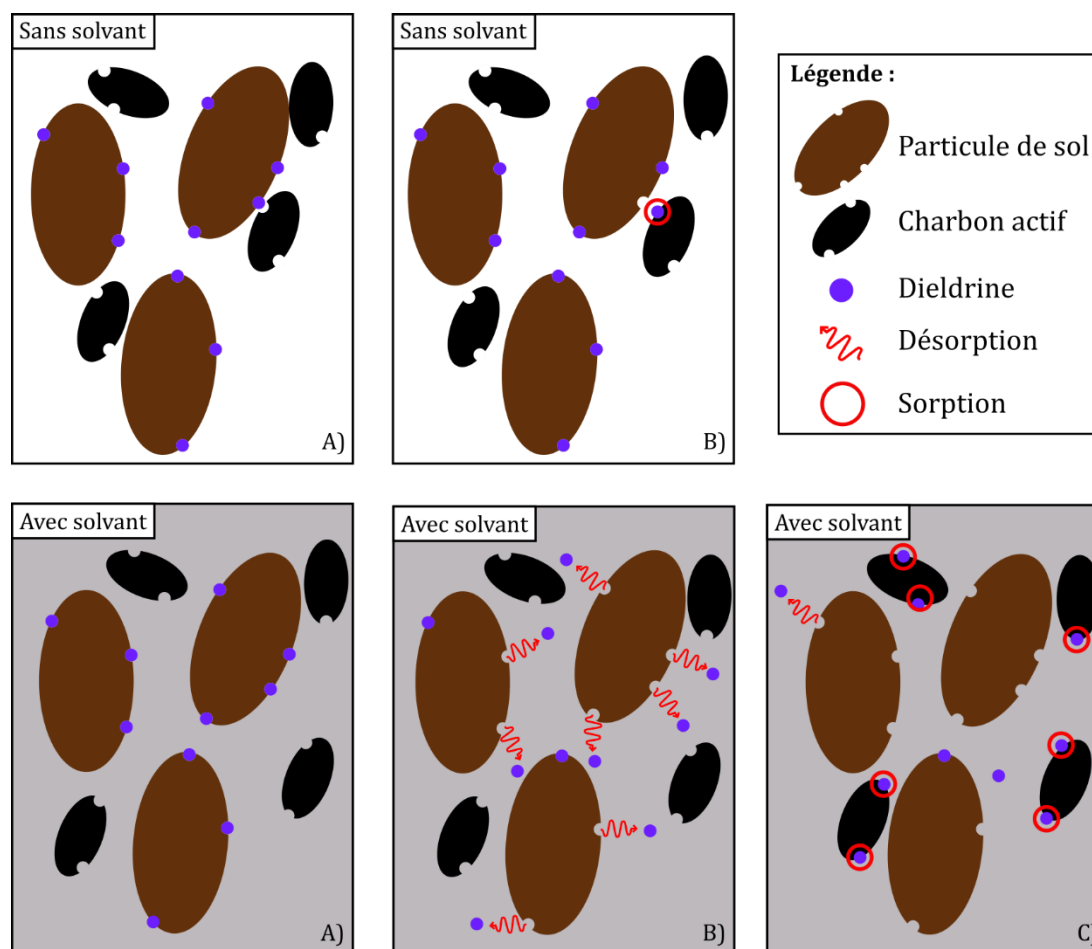 Sans solvant
A)
Sans solvant
B)
Légende :
Particule de sol
Charbon actif
Dieldrine
Désorption
Sorption
Avec solvant
A)
Avec solvant
B)
Avec solvant
C)